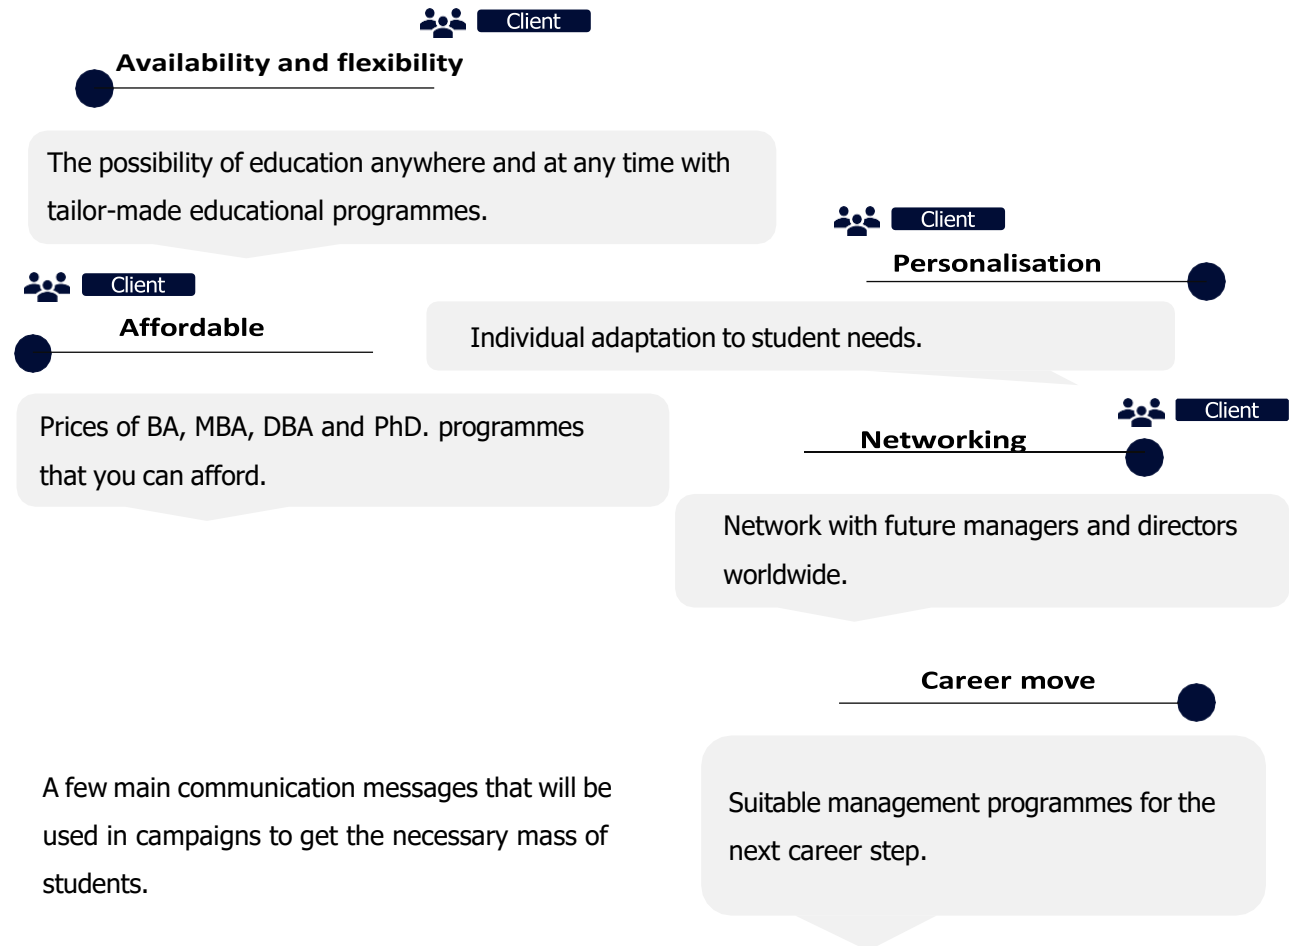 Client
Availability and flexibility
The possibility of education anywhere and at any time with
tailor-made educational programmes.
Client
Personalisation
Individual adaptation to student needs.
Client
Affordable
Prices of BA, MBA, DBA and PhD. programmes
that you can afford.
Client
Networking
Network with future managers and directors
worldwide.
Career move
Suitable management programmes for the
next career step.
A few main communication messages that will be
used in campaigns to get the necessary mass of
students.